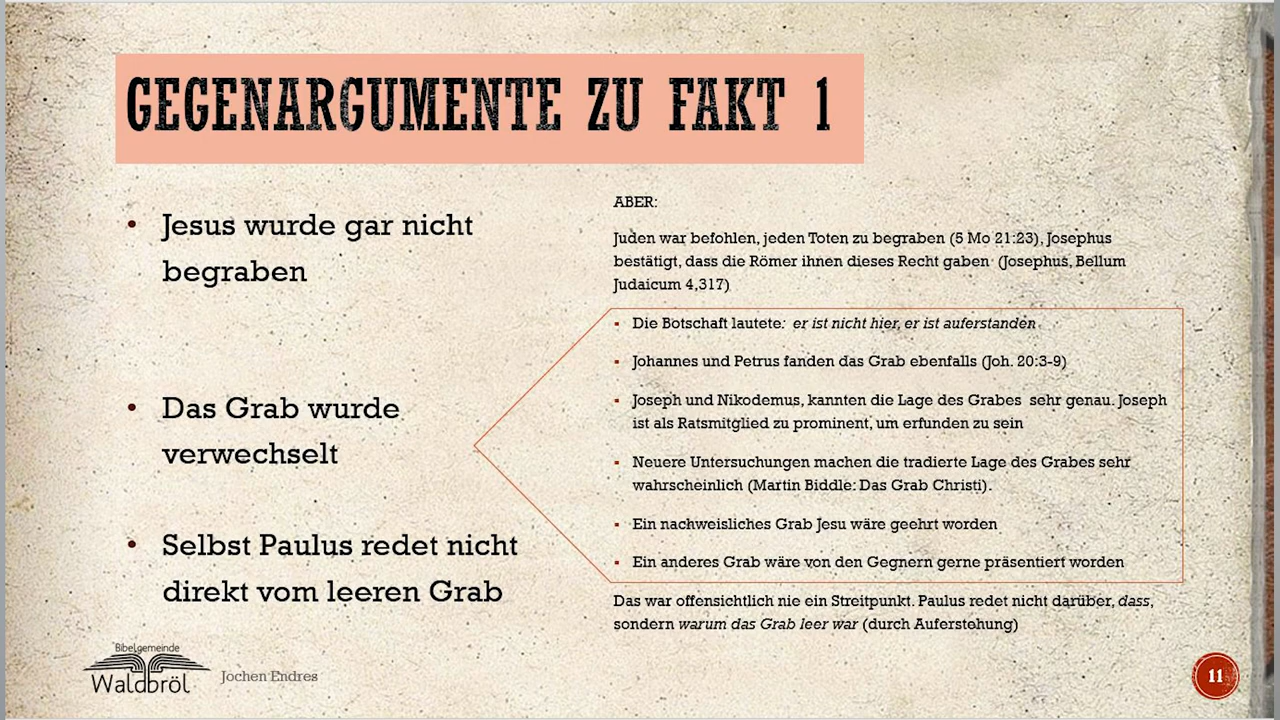 GEGENARGUMENTE ZU FAKT 1
• Jesus wurde gar nicht
begraben
• Das Grab wurde
verwechselt
• Selbst Paulus redet nicht
direkt vom leeren Grab
ABER:
Juden war befohlen, jeden Toten zu begraben (5 Mo 21:23), Josephus
bestätigt, dass die Römer ihnen dieses Recht gaben (Josephus, Bellum
Judaicum 4,317)
▪ Die Botschaft lautete: er ist nicht hier, er ist auferstanden
▪ Johannes und Petrus fanden das Grab ebenfalls (Joh. 20:3-9)
▪ Joseph und Nikodemus, kannten die Lage des Grabes sehr genau. Joseph
ist als Ratsmitglied zu prominent, um erfunden zu sein
▪ Neuere Untersuchungen machen die tradierte Lage des Grabes sehr
wahrscheinlich (Martin Biddle: Das Grab Christi).
▪ Ein nachweisliches Grab Jesu wäre geehrt worden
▪ Ein anderes Grab wäre von den Gegnern gerne präsentiert worden
Das war offensichtlich nie ein Streitpunkt. Paulus redet nicht darüber, dass,
sondern warum das Grab leer war (durch Auferstehung)
Bibelgemeinde
Waldbröl
Jochen Endres
11